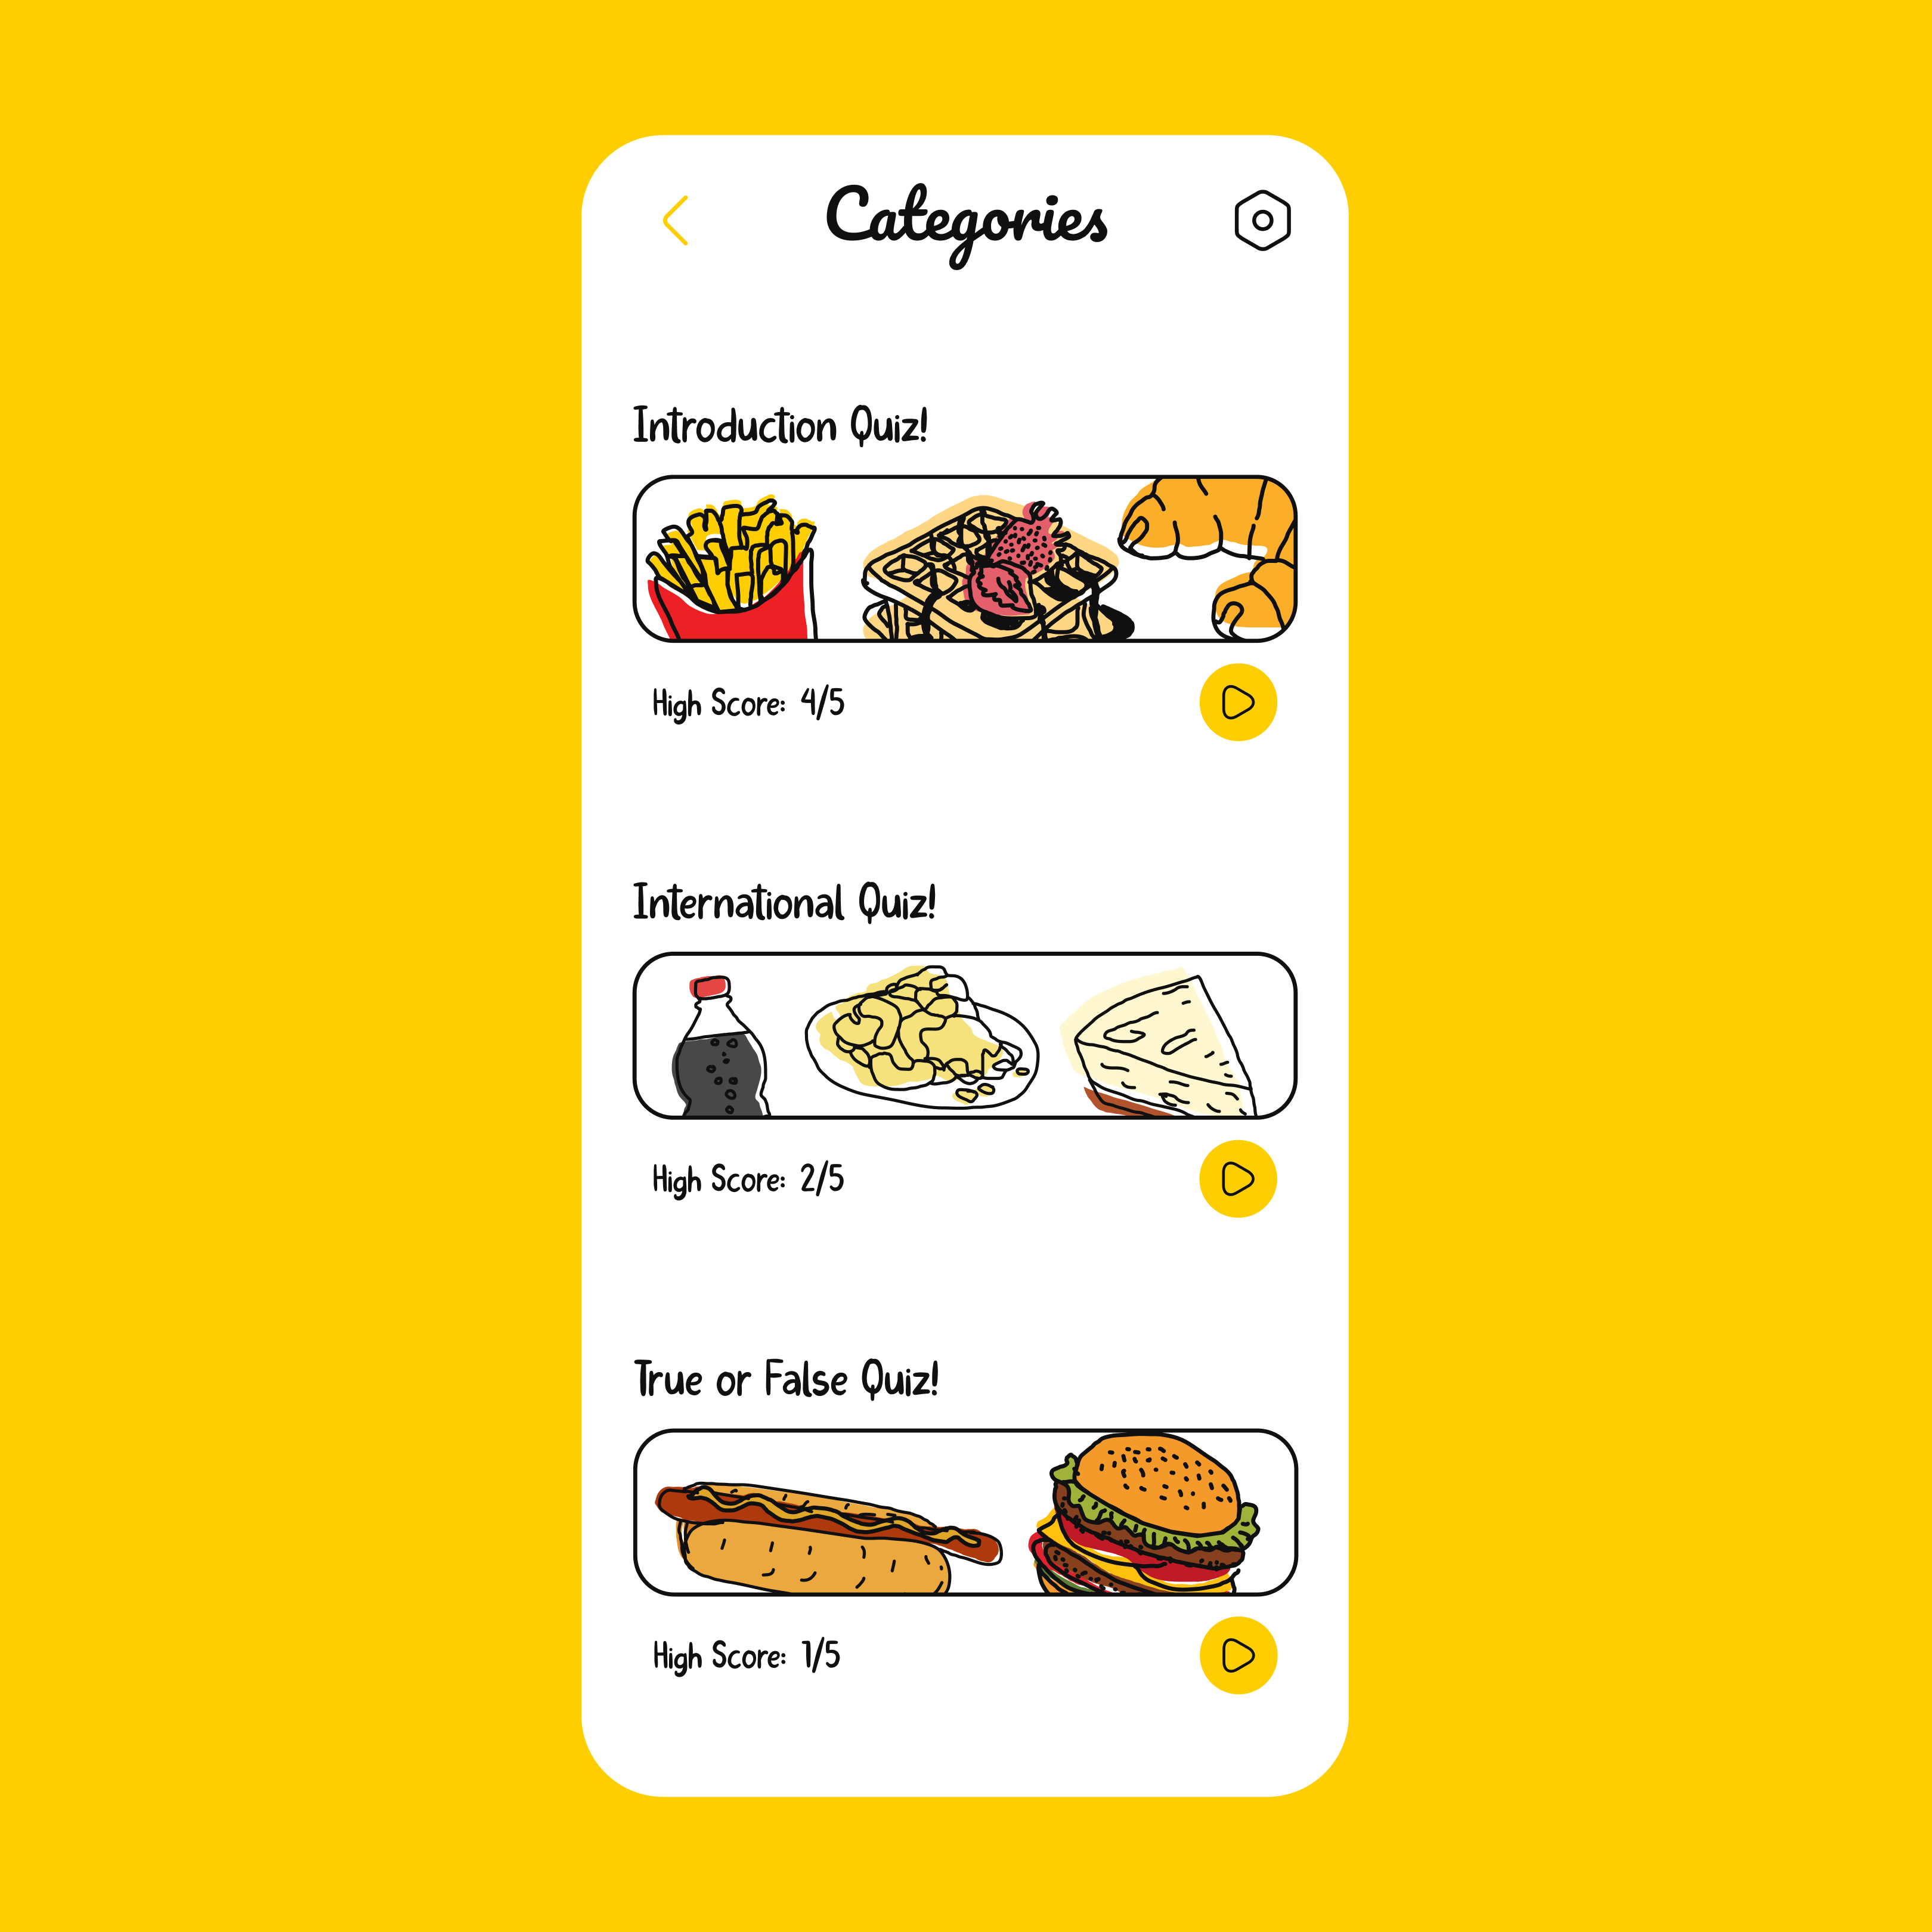 Categories
Introduction Quiz!
High Score: 4/5
International Quiz!
High Score: 2/5
True or False Quiz!
High Score: 1/5